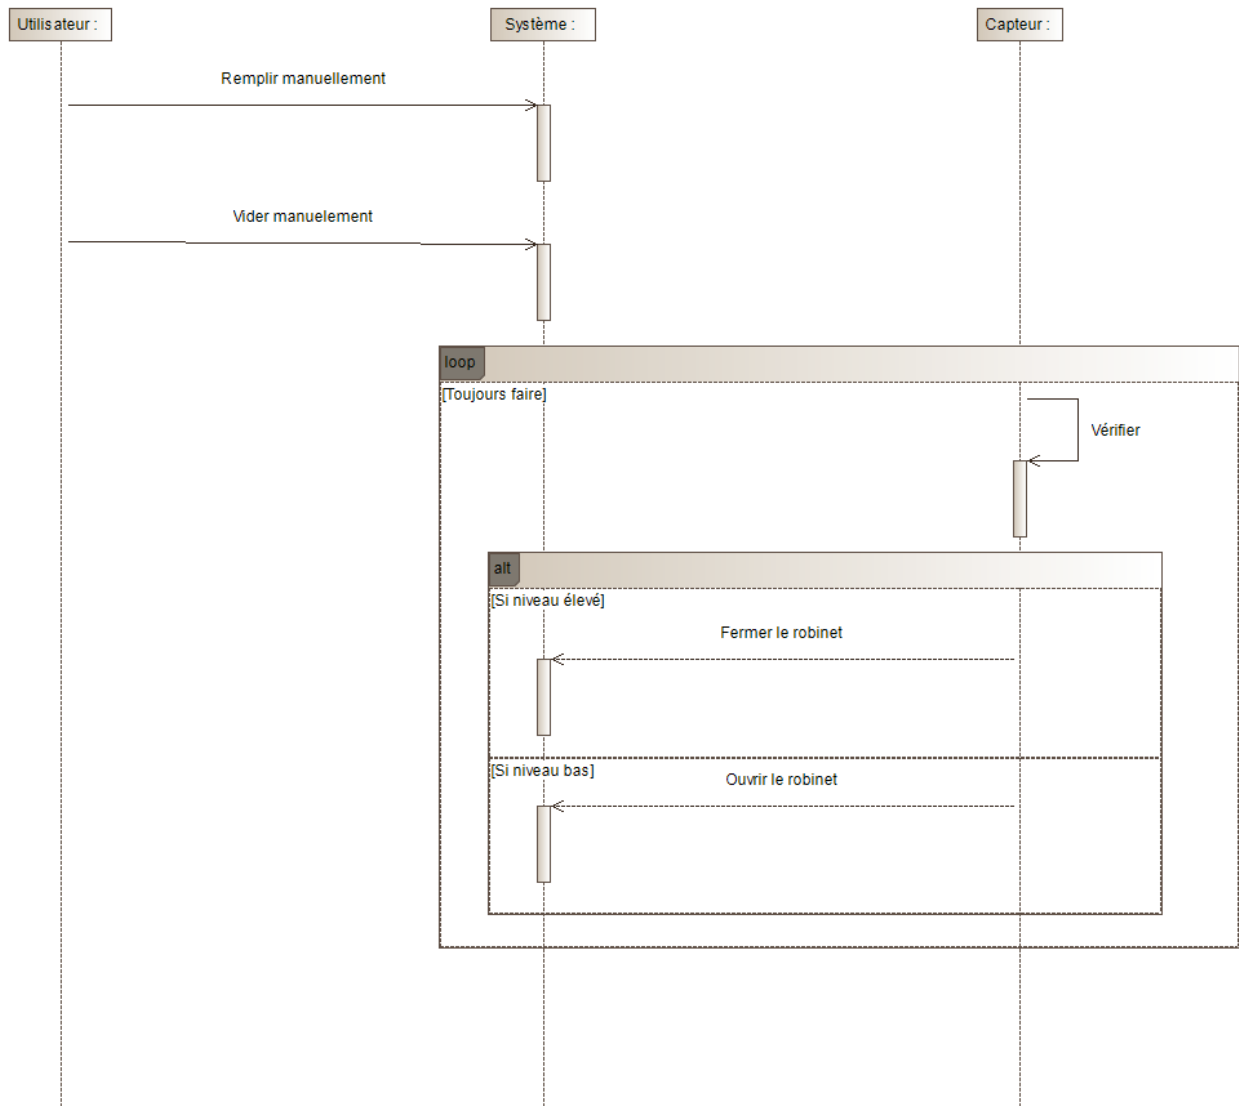 Utilisateur :
Système :
Capteur :
Remplir manuellement
Vider manuelement
loop
[Toujours faire]
Vérifier
alt
[Si niveau élevé]
Fermer le robinet
[Si niveau bas]
Ouvrir le robinet